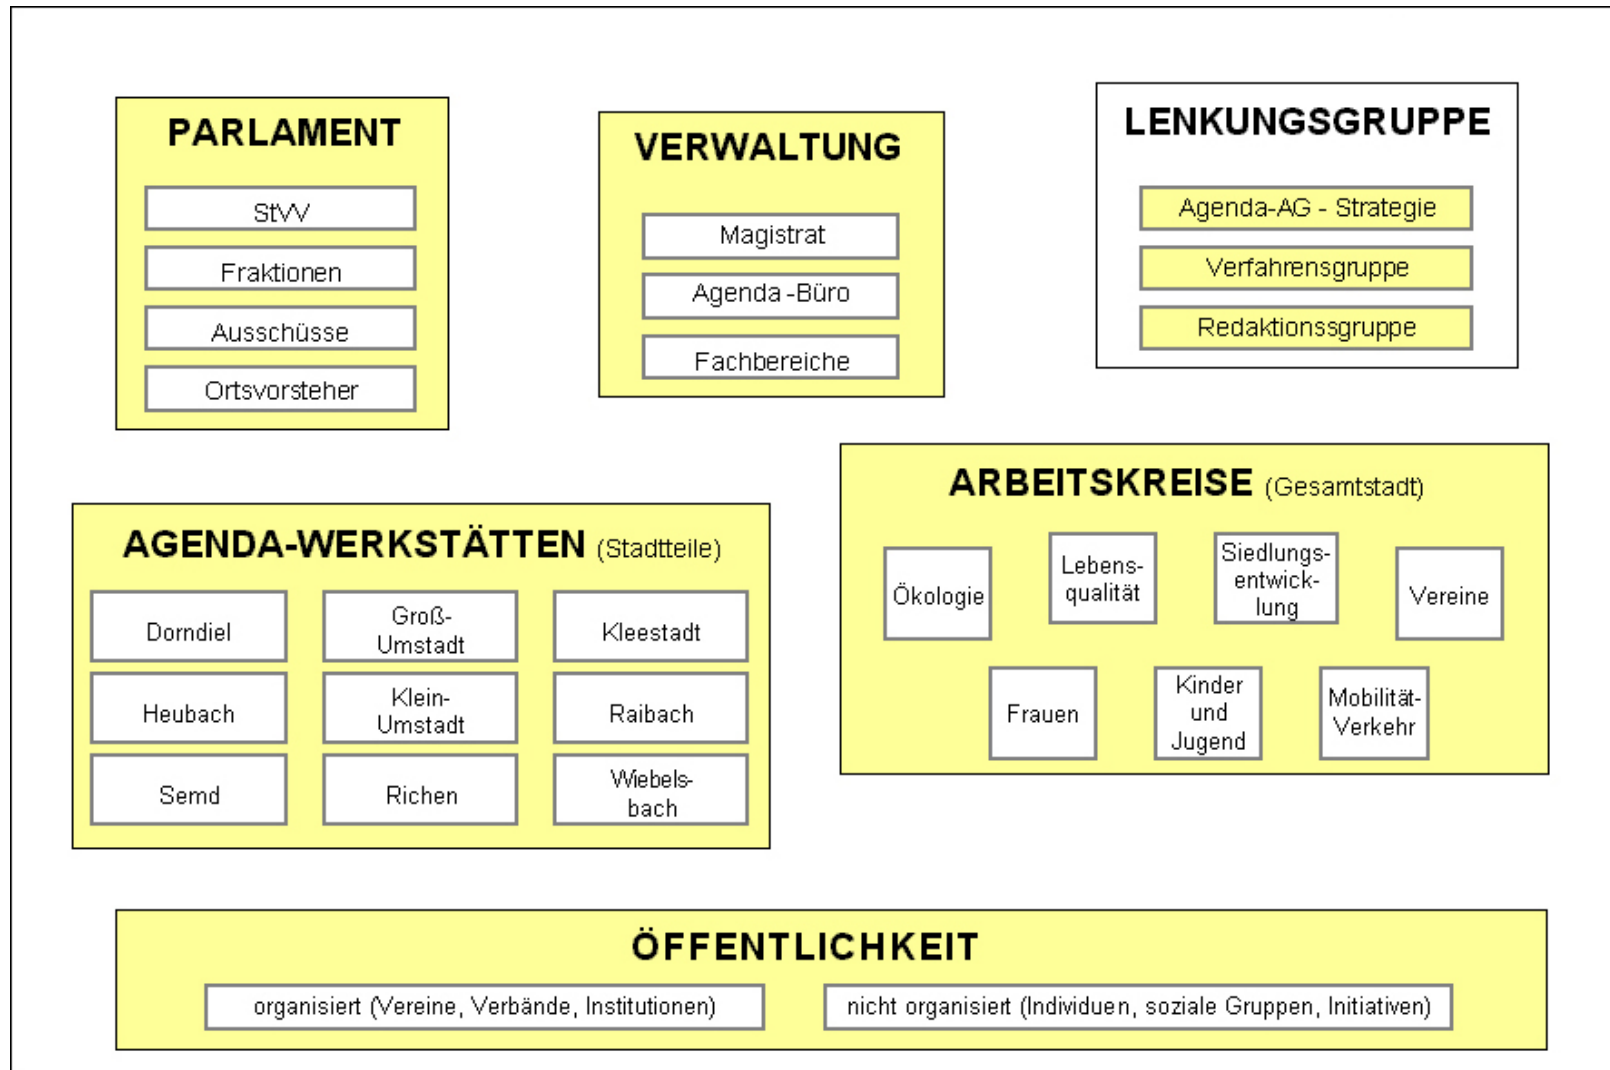 PARLAMENT
StVV
Fraktionen
Ausschüsse
Ortsvorsteher
VERWALTUNG
Magistrat
Agenda-Büro
Fachbereiche
LENKUNGSGRUPPE
Agenda-AG - Strategie
Verfahrensgruppe
Redaktionssgruppe
AGENDA-WERKSTÄTTEN (Stadtteile)
Dorndiel
Groß-
Umstadt
Kleestadt
Heubach
Klein-
Umstadt
Raibach
Semd
Richen
Wiebels-
bach
ARBEITSKREISE (Gesamtstadt)
Ökologie
Lebens-
qualität
Siedlungs-
entwick-
lung
Vereine
Frauen
Kinder
und
Jugend
Mobilität-
Verkehr
ÖFFENTLICHKEIT
organisiert (Vereine, Verbände, Institutionen)
nicht organisiert (Individuen, soziale Gruppen, Initiativen)